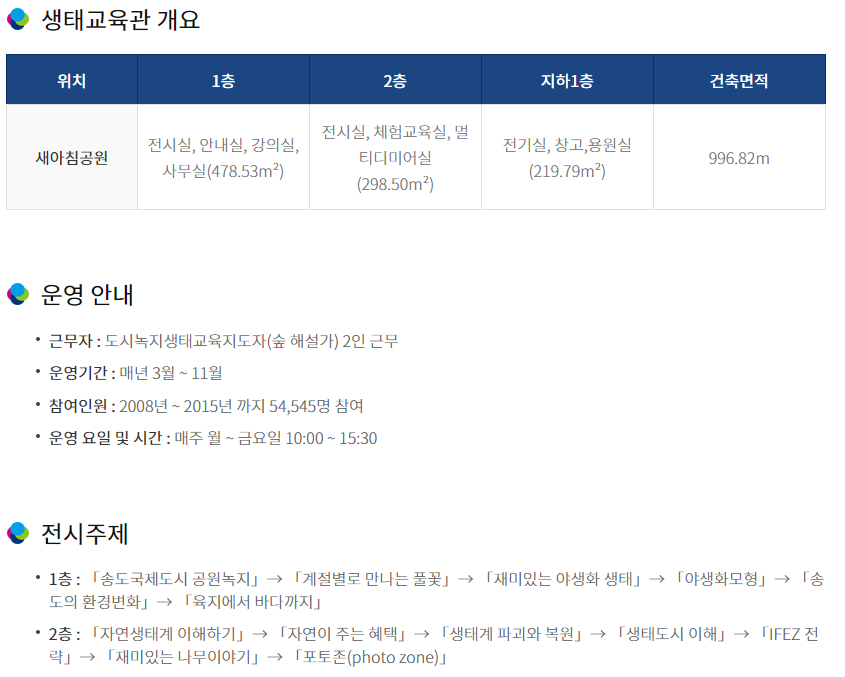 생태교육관 개요
위치 1층 2층 지하1층 건축면적
새아침공원
전시실, 안내실, 강의실,
사무실(478.53m²)
전시실, 체험교육실, 멀
티디미어실
(298.50m²)
전기실, 창고,용원실
(219.79m²)
996.82m
운영 안내
• 근무자 : 도시녹지생태교육지도자(숲 해설가) 2인 근무
• 운영기간 : 매년 3월 ~ 11월
• 참여인원 : 2008년 ~ 2015년 까지 54,545명 참여
• 운영 요일 및 시간 : 매주 월 ~ 금요일 10:00 ~ 15:30
전시주제
• 1층 : 「송도국제도시 공원녹지」→ 「계절별로 만나는 풀꽃」→ 「재미있는 야생화 생태」→ 「야생화모형」→ 「송
도의 환경변화」→ 「육지에서 바다까지」
• 2층 : 「자연생태계 이해하기」→ 「자연이 주는 혜택」→ 「생태계 파괴와 복원」→ 「생태도시 이해」→ 「IFEZ 전
략」→ 「재미있는 나무이야기」→ 「포토존(photo zone)」